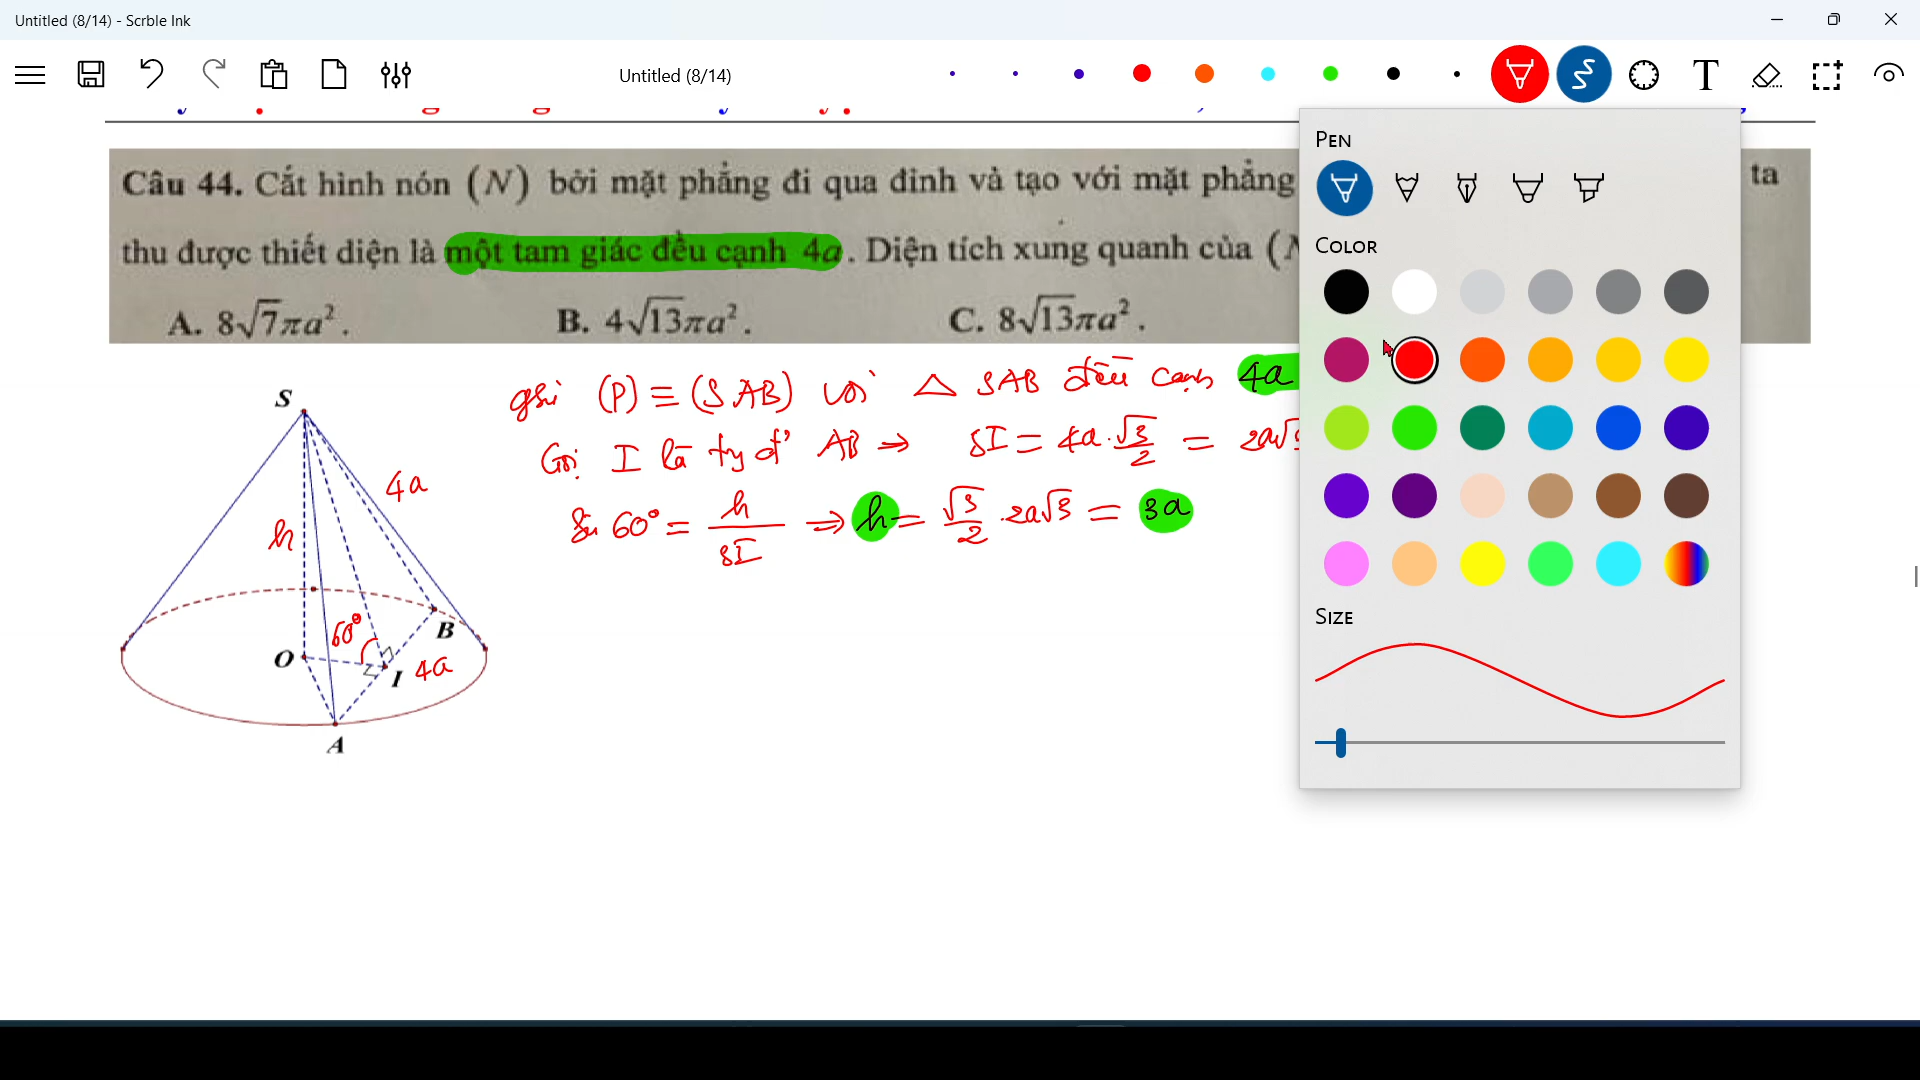 Untitled (8/14) - Scrble Ink
Untitled (8/14)
Câu 44. Cắt hình nón (N) bởi mặt phẳng đi qua đỉnh và tạo với mặt phẳng ta
thu được thiết diện là một tam giác đều cạnh 4a. Diện tích xung quanh của (N
A. 8√7πa².
B. 4√13πa².
C. 8√13πa².
(P) ≡ (SAB) với △ SAB đều cạnh 4a
Gọi I là tr đ' AB ⇒ SI = 4a·√3/2 = 2a√3
Sin 60° = h/SI ⇒ h = √3/2 · 2a√3 = 3a
S
4a
h
60°
B
O
I 4a
A
PEN
COLOR
SIZE